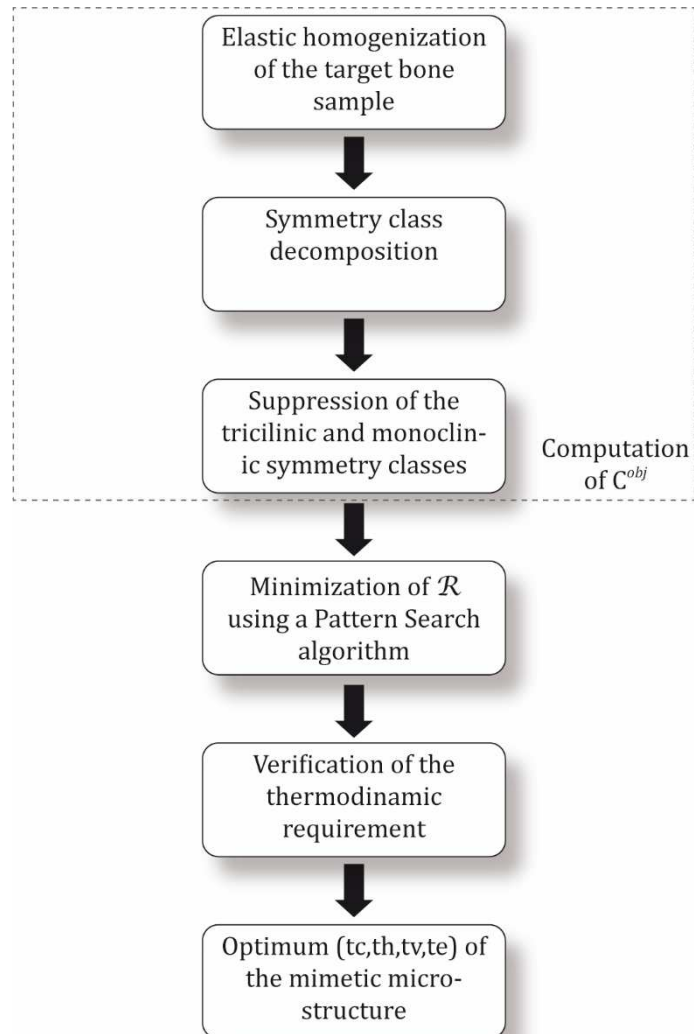 Elastic homogenization
of the target bone
sample
Symmetry class
decomposition
Suppression of the
tricilinic and monoclin-
ic symmetry classes
Computation
of C^obj
Minimization of ℛ
using a Pattern Search
algorithm
Verification of the
thermodinamic
requirement
Optimum (tc,th,tv,te) of
the mimetic micro-
structure